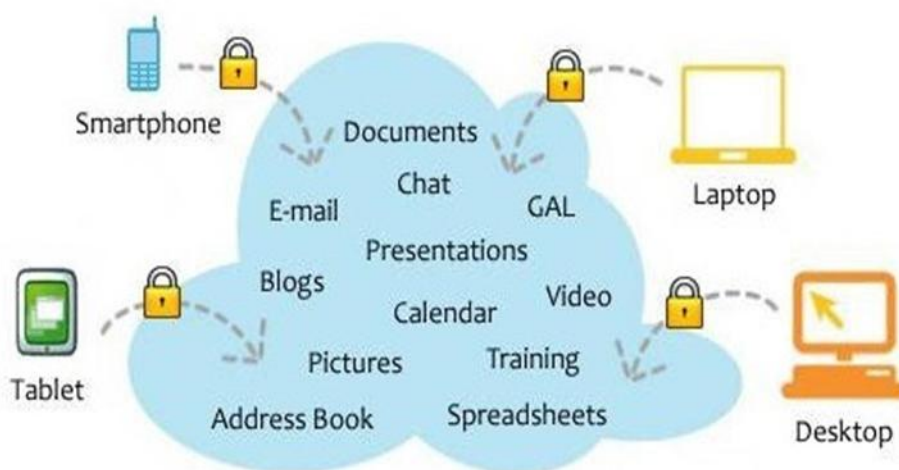 Smartphone
Documents
Chat
Laptop
E-mail
GAL
Presentations
Blogs
Video
Calendar
Pictures
Training
Tablet
Address Book
Spreadsheets
Desktop